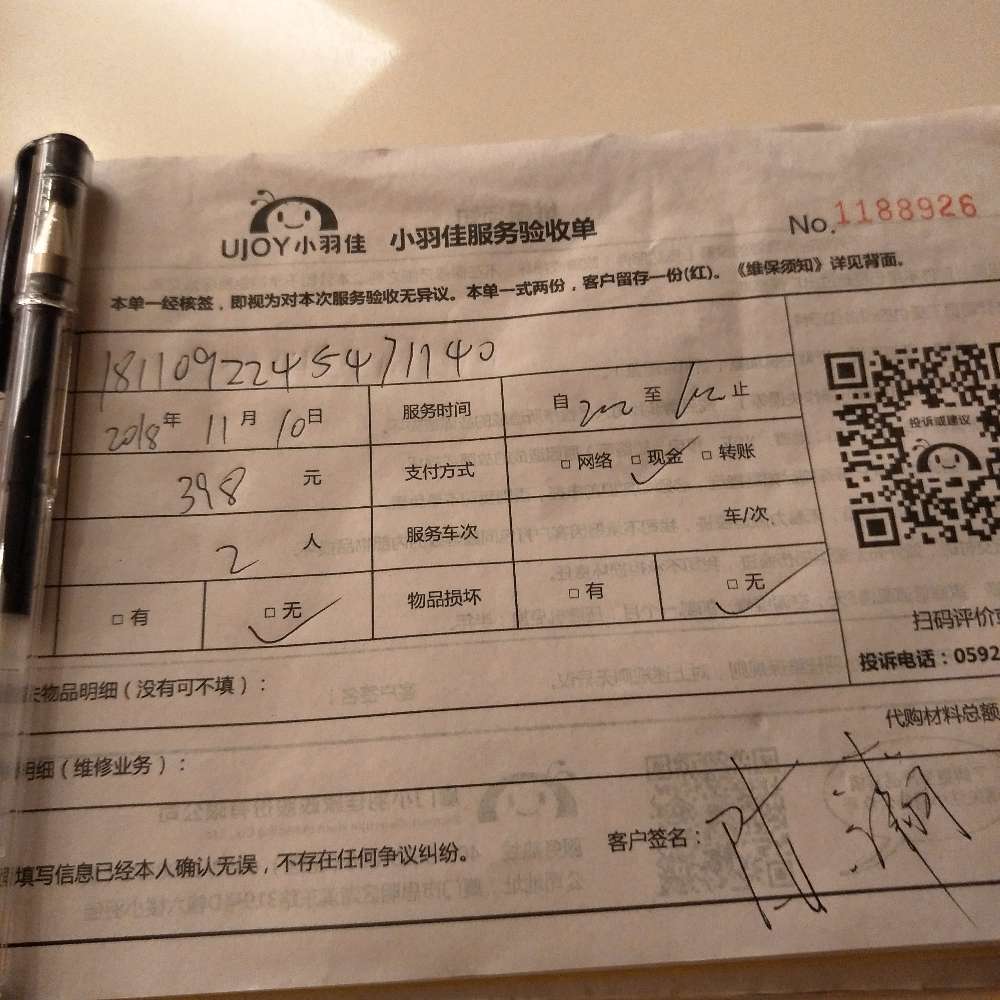 UJOY小羽佳 小羽佳服务验收单 No.1188926
本单一经核签，即视为对本次服务验收无异议。本单一式两份，客户留存一份(红)。《维保须知》详见背面。
18110922454711740
2018年 11月 10日 服务时间 自 至 止
398 元 支付方式 □网络 □现金 □转账
2 人 服务车次 车/次
□有 □无 物品损坏 □有 □无
投诉或建议
扫码评价
投诉电话：0592
物品明细（没有可不填）：
代购材料总额
明细（维修业务）：
填写信息已经本人确认无误，不存在任何争议纠纷。 客户签名：